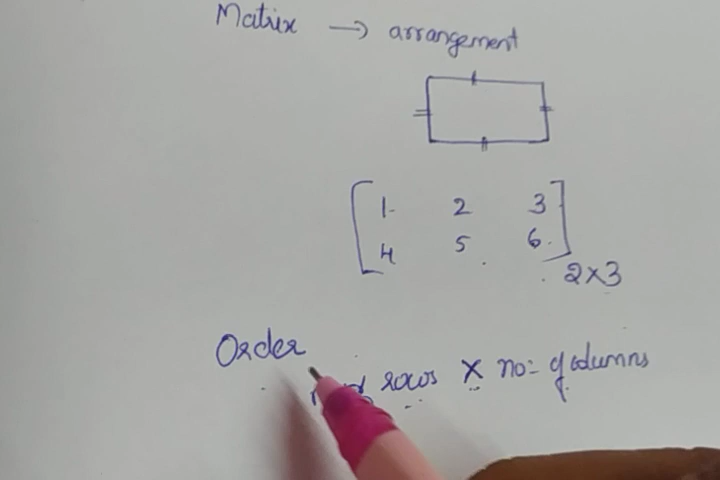 Matrix → arrangement
1 2 3
4 5 6
2×3
Order
rows × no= of columns